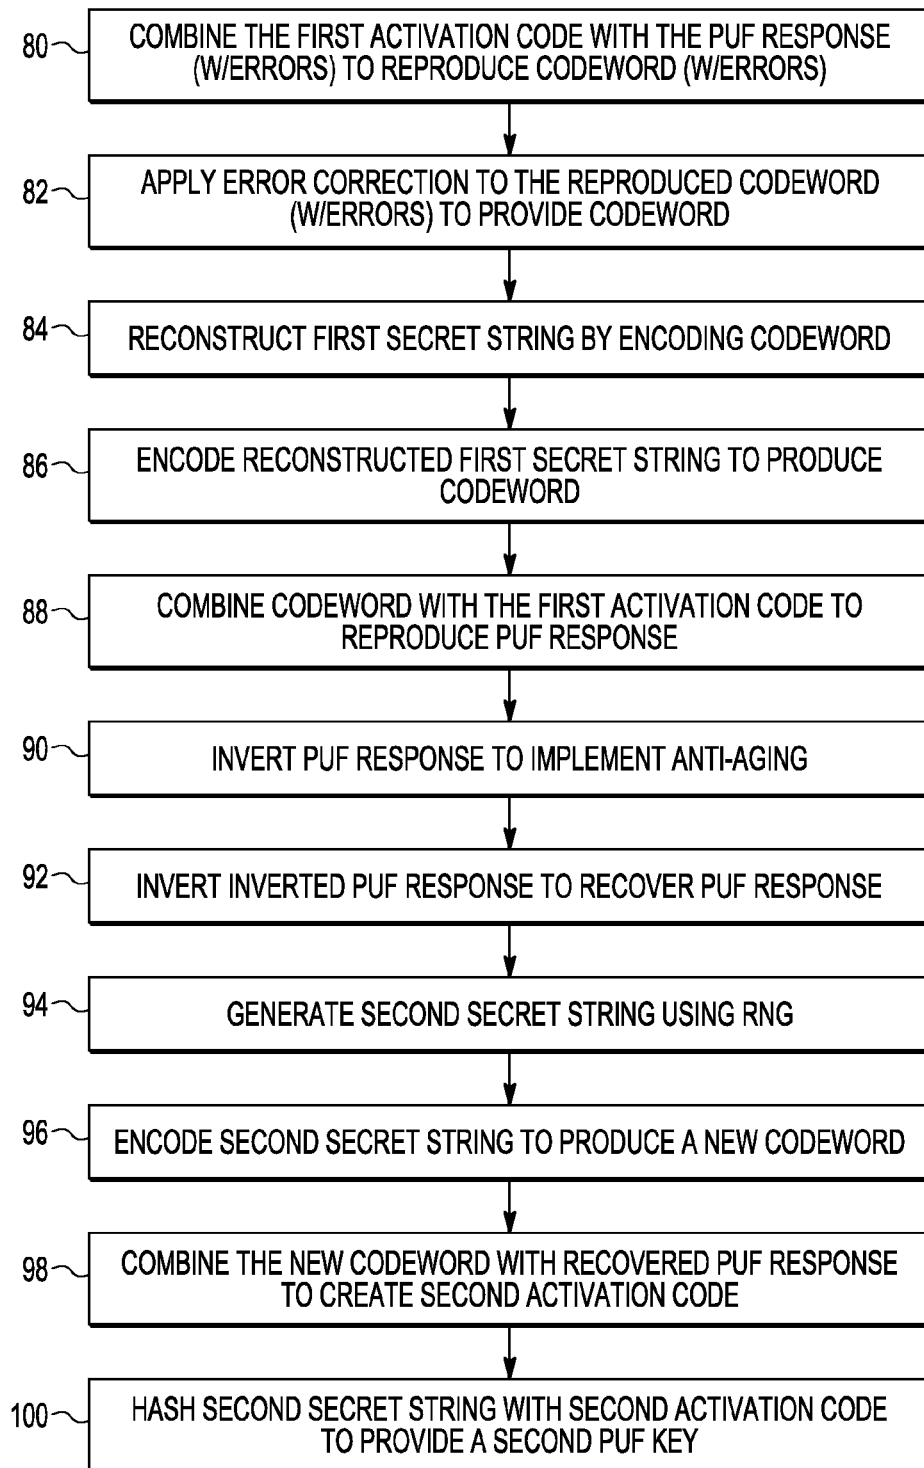 80
COMBINE THE FIRST ACTIVATION CODE WITH THE PUF RESPONSE
(W/ERRORS) TO REPRODUCE CODEWORD (W/ERRORS)
82
APPLY ERROR CORRECTION TO THE REPRODUCED CODEWORD
(W/ERRORS) TO PROVIDE CODEWORD
84
RECONSTRUCT FIRST SECRET STRING BY ENCODING CODEWORD
86
ENCODE RECONSTRUCTED FIRST SECRET STRING TO PRODUCE
CODEWORD
88
COMBINE CODEWORD WITH THE FIRST ACTIVATION CODE TO
REPRODUCE PUF RESPONSE
90
INVERT PUF RESPONSE TO IMPLEMENT ANTI-AGING
92
INVERT INVERTED PUF RESPONSE TO RECOVER PUF RESPONSE
94
GENERATE SECOND SECRET STRING USING RNG
96
ENCODE SECOND SECRET STRING TO PRODUCE A NEW CODEWORD
98
COMBINE THE NEW CODEWORD WITH RECOVERED PUF RESPONSE
TO CREATE SECOND ACTIVATION CODE
100
HASH SECOND SECRET STRING WITH SECOND ACTIVATION CODE
TO PROVIDE A SECOND PUF KEY